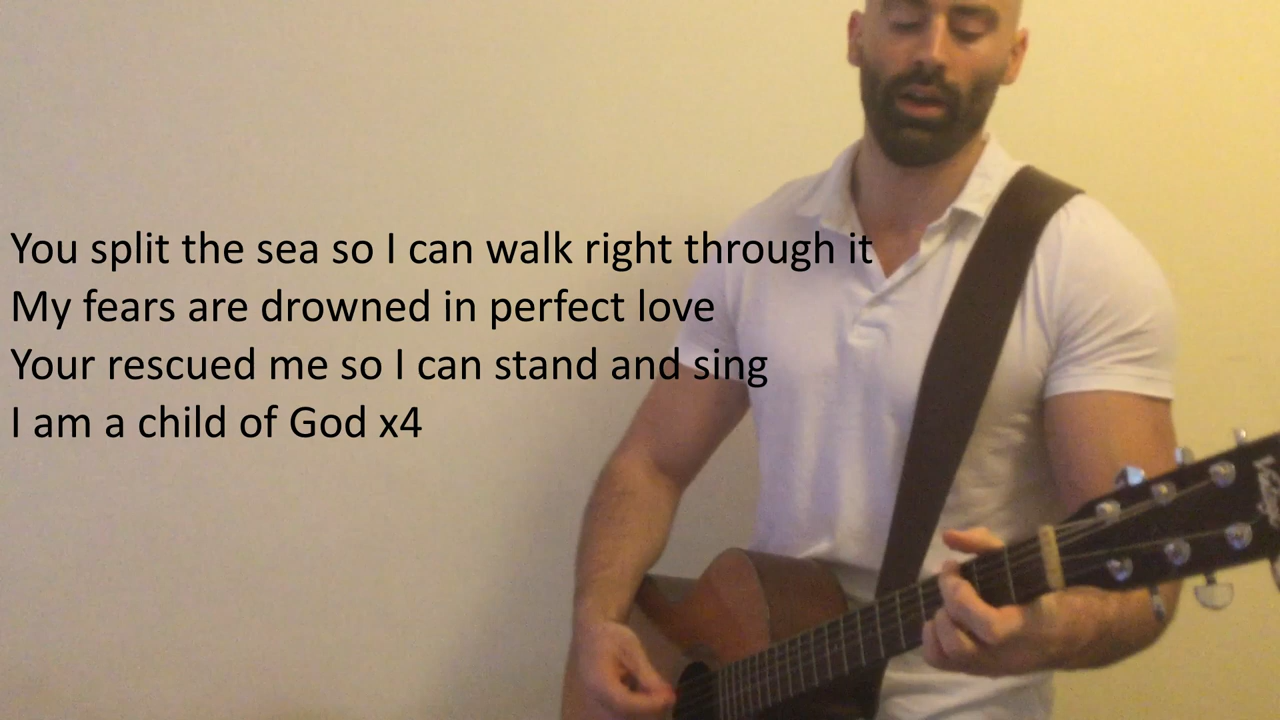 You split the sea so I can walk right through it
My fears are drowned in perfect love
Your rescued me so I can stand and sing
I am a child of God x4